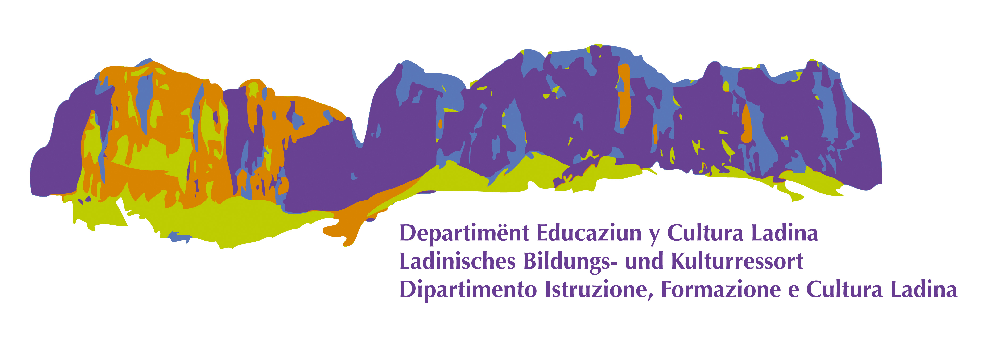 Departimënt Educaziun y Cultura Ladina
Ladinisches Bildungs- und Kulturressort
Dipartimento Istruzione, Formazione e Cultura Ladina